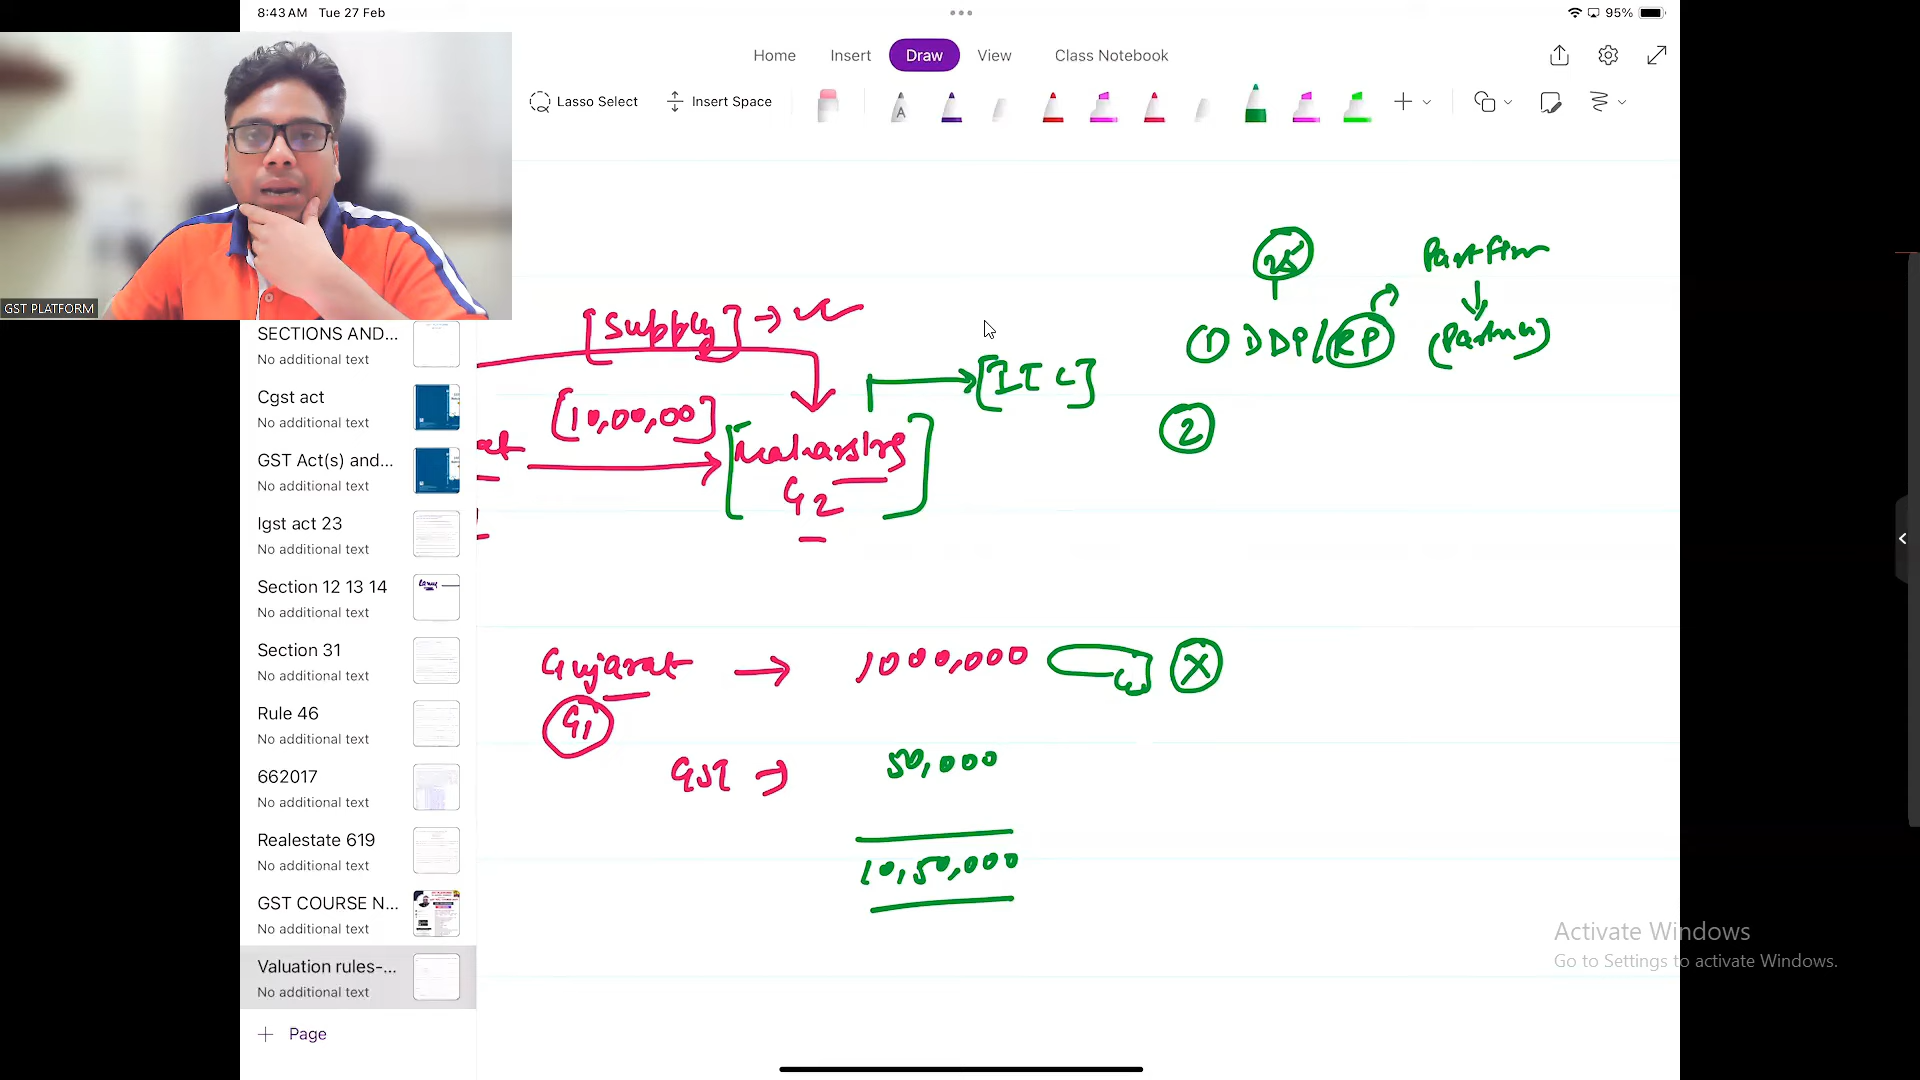 8:43 AM Tue 27 Feb
95%
Home Insert Draw View Class Notebook
Lasso Select Insert Space
A
GST PLATFORM
SECTIONS AND...
No additional text
Cgst act
No additional text
GST Act(s) and...
No additional text
Igst act 23
No additional text
Section 12 13 14
No additional text
Section 31
No additional text
Rule 46
No additional text
662017
No additional text
Realestate 619
No additional text
GST COURSE N...
No additional text
Valuation rules-...
No additional text
Page
[Supply] →
[10,00,00]
G2
→ [ITC]
25
① DDP/RP
(Partner)
②
Gujarat → 1000,000 X
G1
GST → 50,000
10,50,000
Activate Windows
Go to Settings to activate Windows.